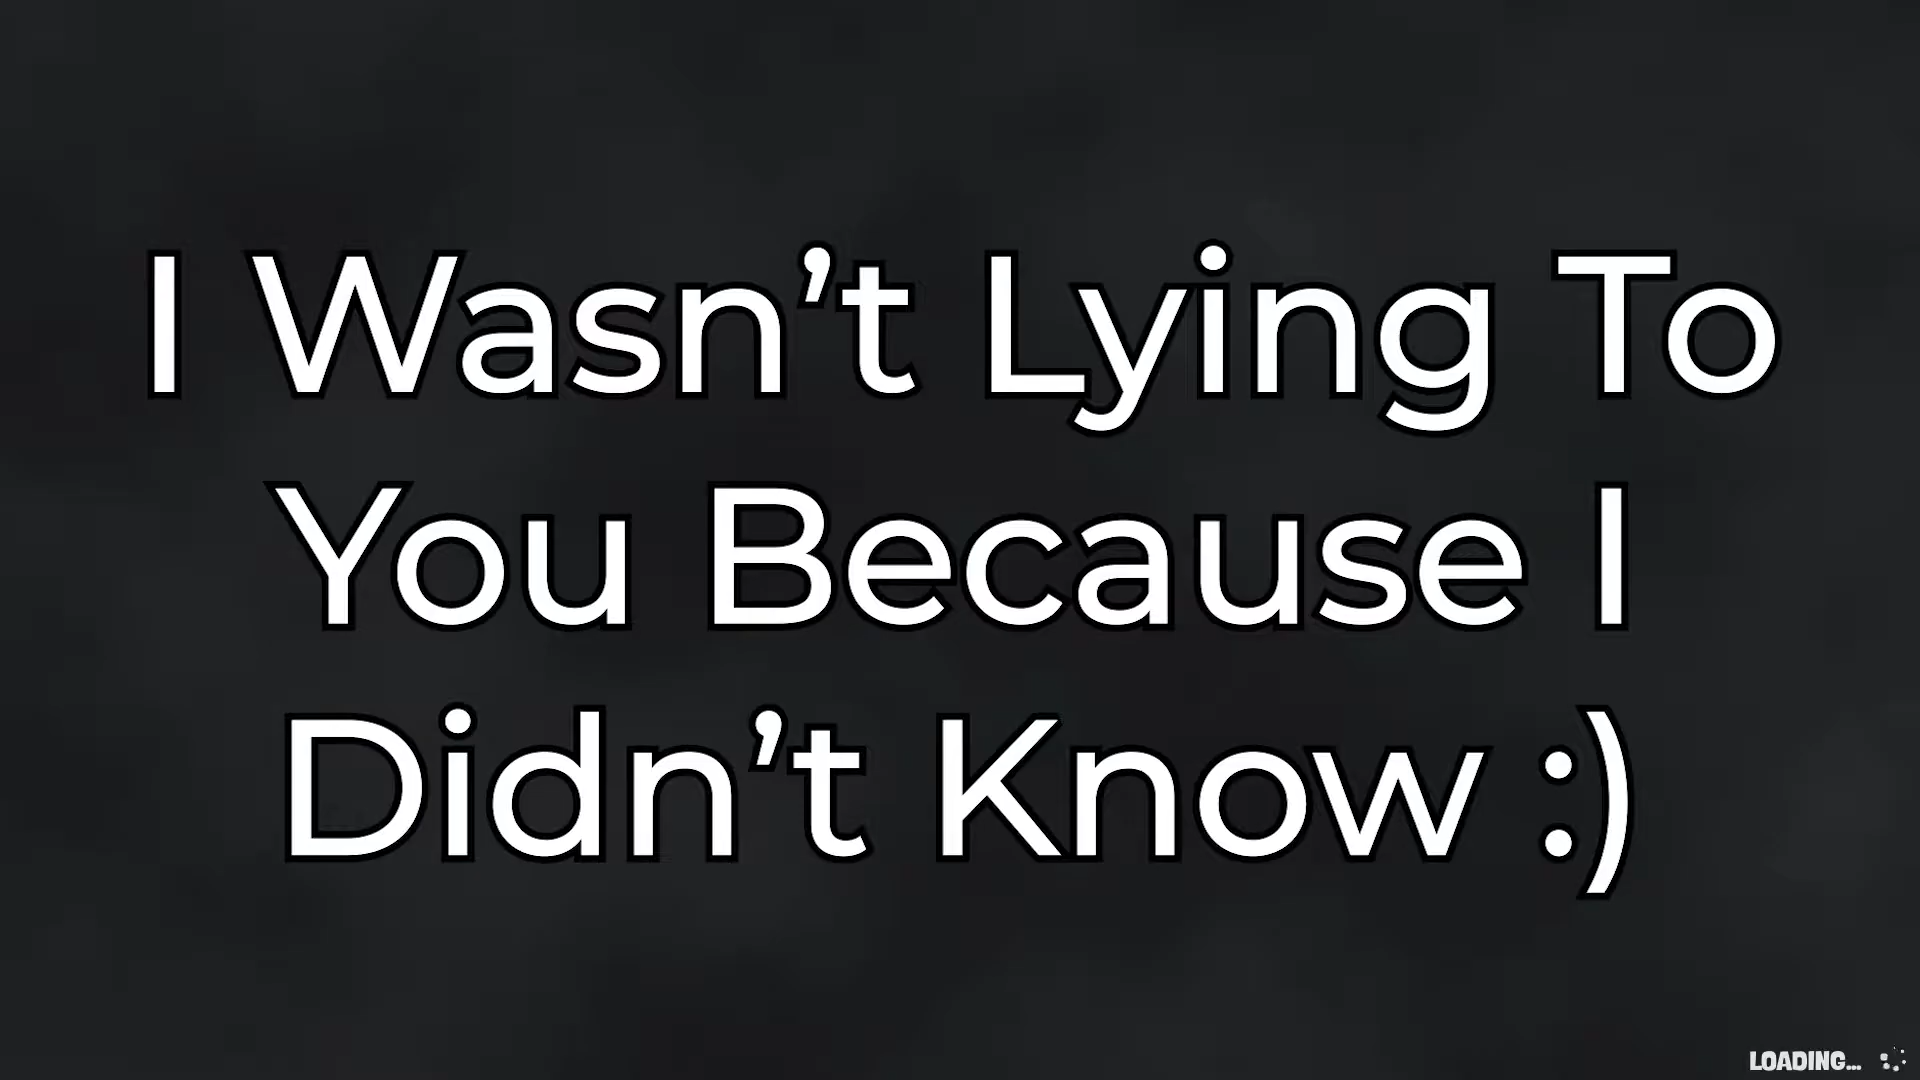 I Wasn’t Lying To
You Because I
Didn’t Know :)
LOADING...